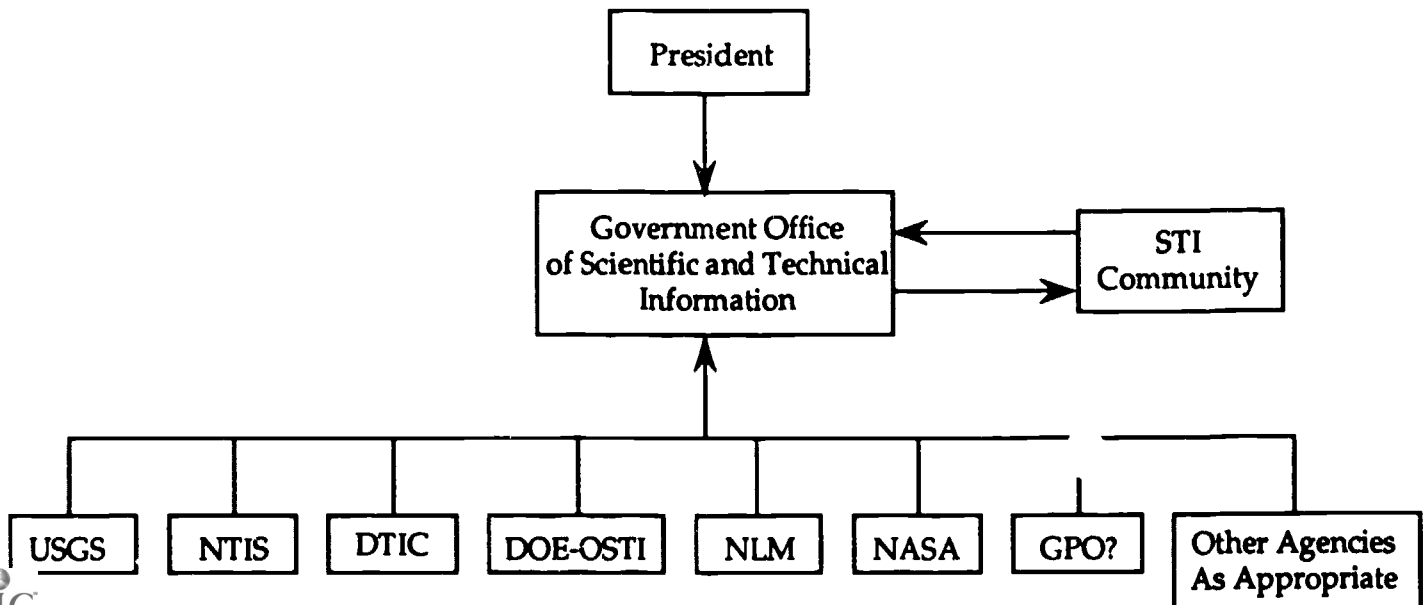 President
Government Office
of Scientific and Technical
Information
STI
Community
USGS
NTIS
DTIC
DOE-OSTI
NLM
NASA
GPO?
Other Agencies
As Appropriate